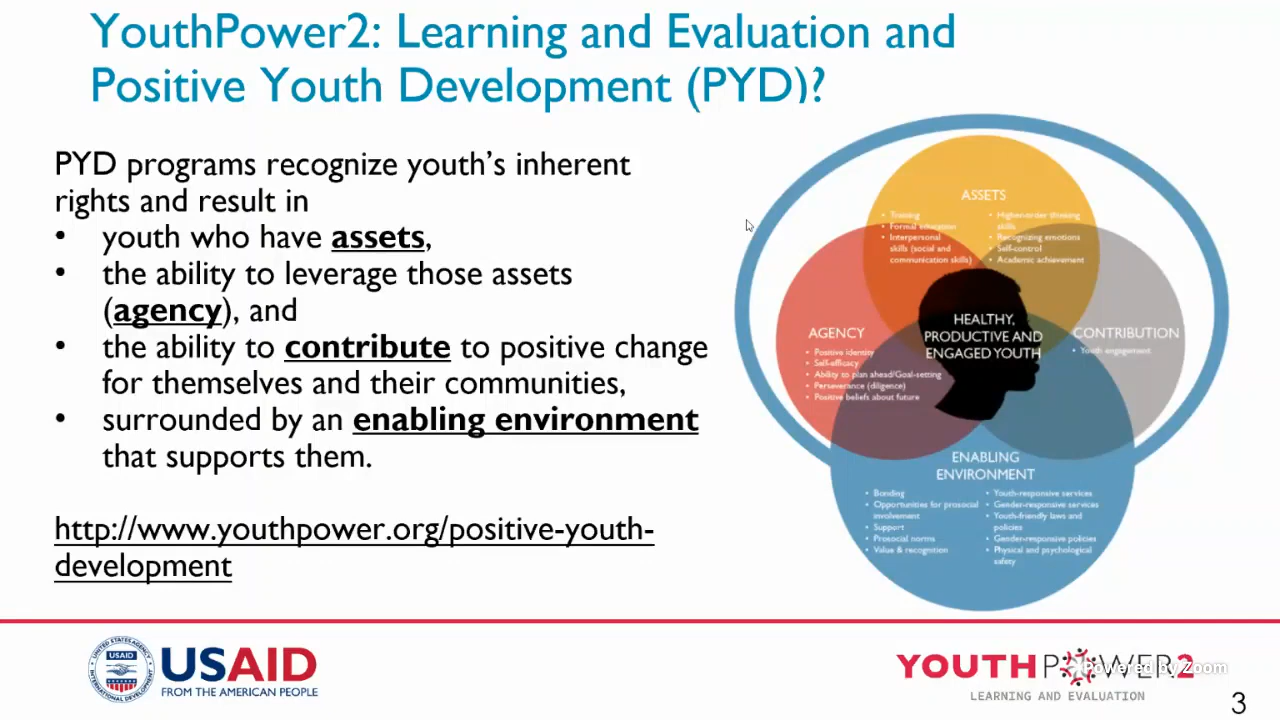 YouthPower2: Learning and Evaluation and
Positive Youth Development (PYD)?
PYD programs recognize youth's inherent
rights and result in
• youth who have assets,
• the ability to leverage those assets
(agency), and
• the ability to contribute to positive change
for themselves and their communities,
• surrounded by an enabling environment
that supports them.
http://www.youthpower.org/positive-youth-
development
ASSETS
• Training
• Formal education
• Interpersonal
skills (social and
communication skills)
• Higher-order thinking
skills
• Recognizing emotions
• Self-control
• Academic achievement
AGENCY
• Positive identity
• Self-efficacy
• Ability to plan ahead/Goal-setting
• Perseverance (diligence)
• Positive beliefs about future
HEALTHY,
PRODUCTIVE AND
ENGAGED YOUTH
CONTRIBUTION
• Youth engagement
ENABLING
ENVIRONMENT
• Bonding
• Opportunities for prosocial
involvement
• Support
• Prosocial norms
• Value & recognition
• Youth-responsive services
• Gender-responsive services
• Youth-friendly laws and
policies
• Gender-responsive policies
• Physical and psychological
safety
UNITED STATES AGENCY
USAID
INTERNATIONAL DEVELOPMENT
USAID
FROM THE AMERICAN PEOPLE
YOUTHPOWER2
LEARNING AND EVALUATION
Powered by Zoom
3